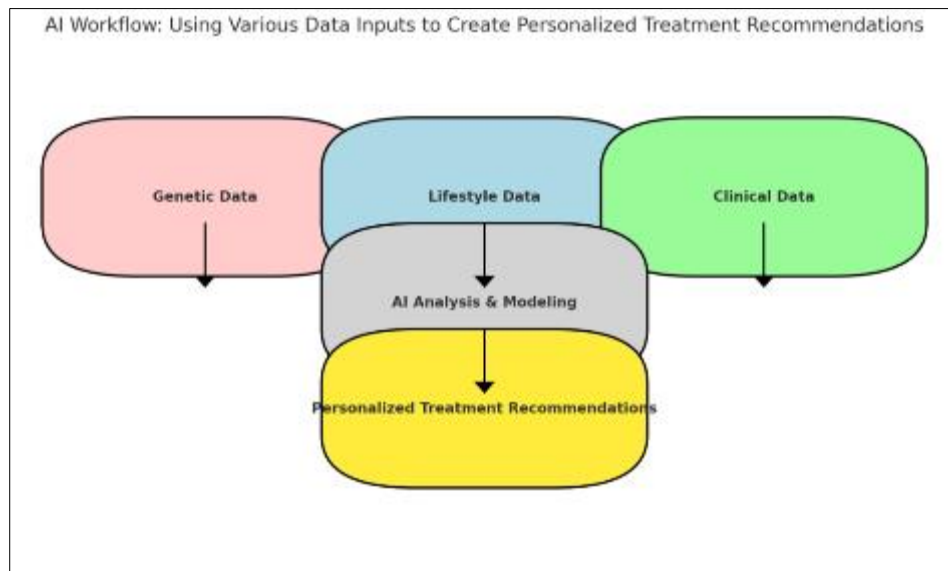 AI Workflow: Using Various Data Inputs to Create Personalized Treatment Recommendations
Genetic Data
Lifestyle Data
Clinical Data
AI Analysis & Modeling
Personalized Treatment Recommendations